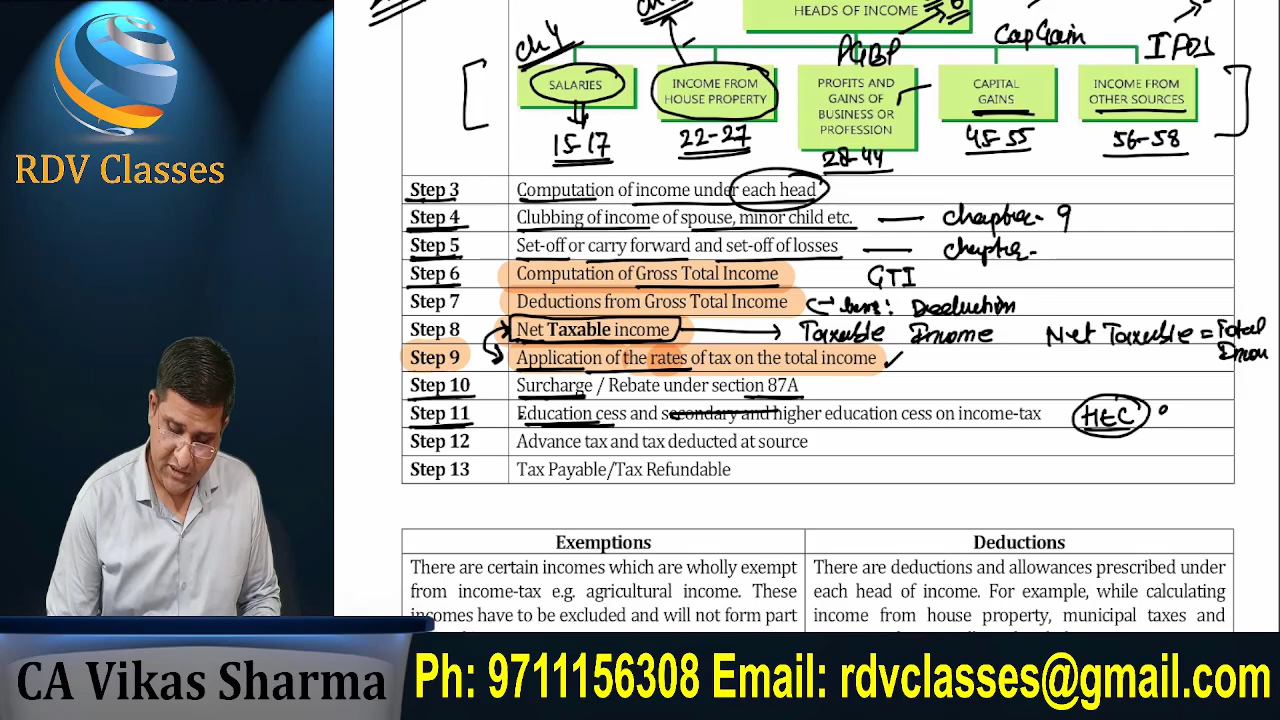 HEADS OF INCOME
Ch 4
PGBP
Cap Gain
SALARIES
INCOME FROM
HOUSE PROPERTY
PROFITS AND
GAINS OF
BUSINESS OR
PROFESSION
CAPITAL
GAINS
INCOME FROM
OTHER SOURCES
15-17
22-27
28-44
45-55
56-58
RDV Classes
Step 3 Computation of income under each head
Step 4 Clubbing of income of spouse, minor child etc. — Chapter - 9
Step 5 Set-off or carry forward and set-off of losses — Chapter -
Step 6 Computation of Gross Total Income GTI
Step 7 Deductions from Gross Total Income Deduction
Step 8 Net Taxable income Taxable Income Net Taxable = Total
Step 9 Application of the rates of tax on the total income
Step 10 Surcharge / Rebate under section 87A
Step 11 Education cess and secondary and higher education cess on income-tax HEC
Step 12 Advance tax and tax deducted at source
Step 13 Tax Payable/Tax Refundable
Exemptions Deductions
There are certain incomes which are wholly exempt
from income-tax e.g. agricultural income. These
incomes have to be excluded and will not form part
There are deductions and allowances prescribed under
each head of income. For example, while calculating
income from house property, municipal taxes and
CA Vikas Sharma
Ph: 9711156308 Email: rdvclasses@gmail.com